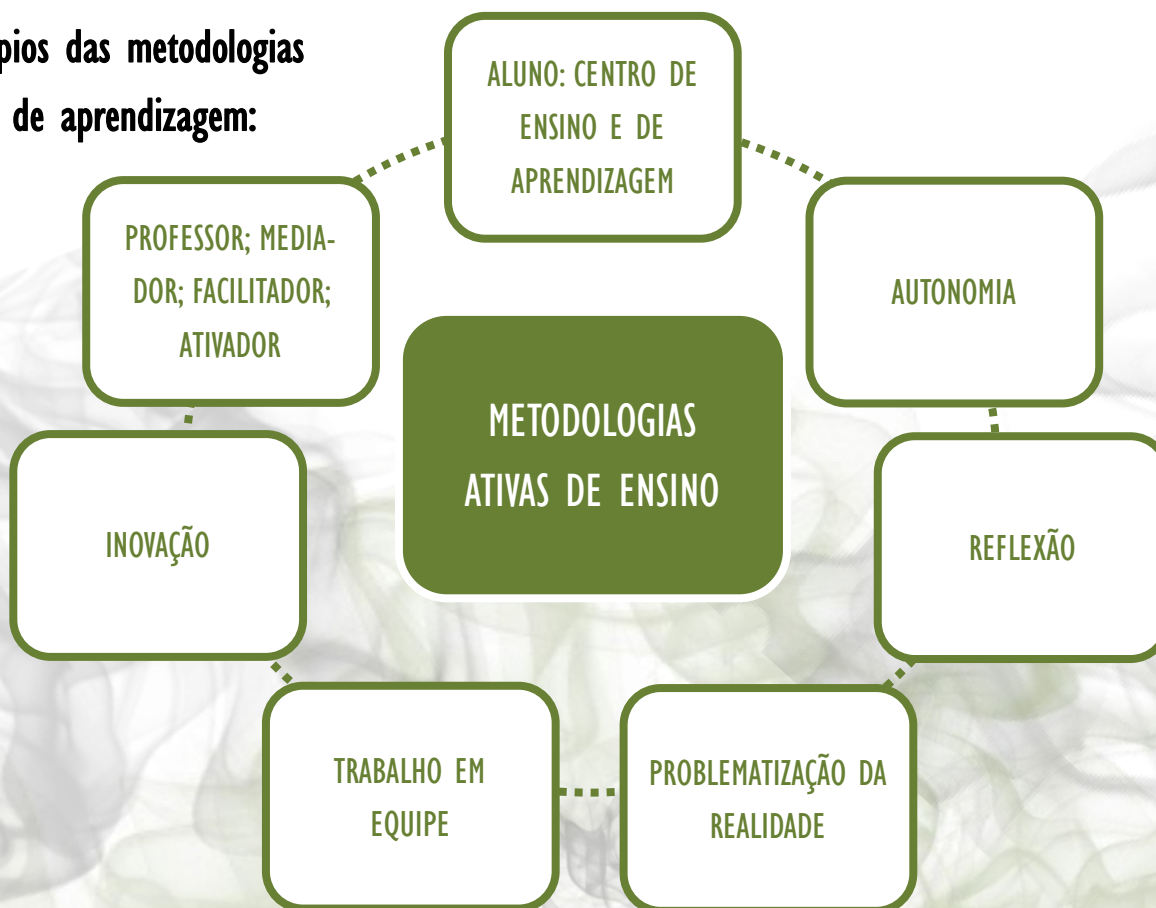 pios das metodologias
de aprendizagem:
ALUNO: CENTRO DE
ENSINO E DE
APRENDIZAGEM
PROFESSOR; MEDIA-
DOR; FACILITADOR;
ATIVADOR
AUTONOMIA
METODOLOGIAS
ATIVAS DE ENSINO
INOVAÇÃO
REFLEXÃO
TRABALHO EM
EQUIPE
PROBLEMATIZAÇÃO DA
REALIDADE